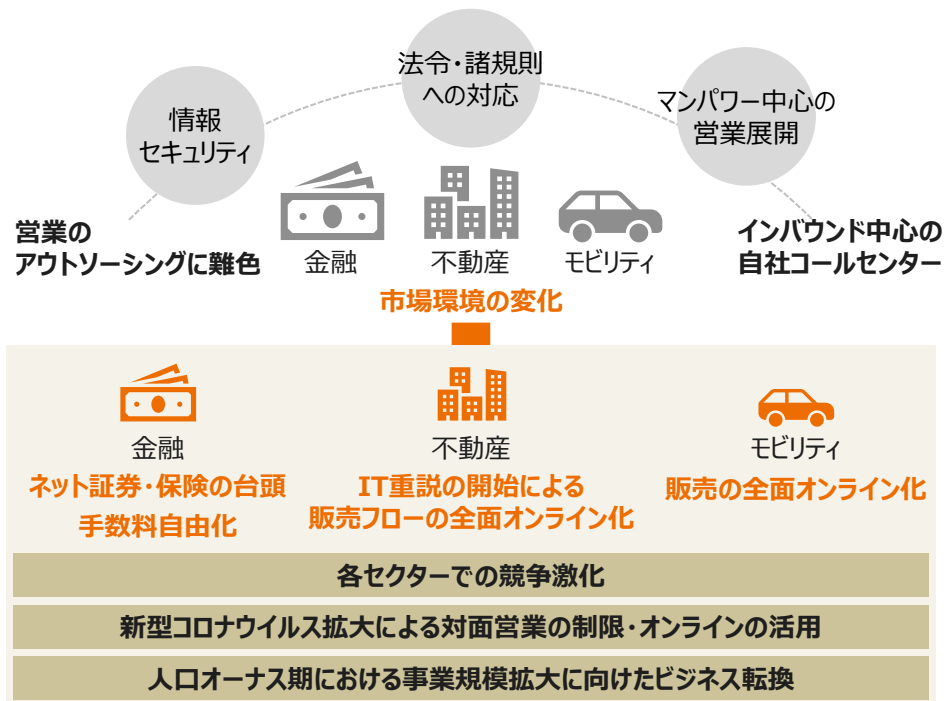 法令・諸規則
への対応
情報
セキュリティ
マンパワー中心の
営業展開
営業の
アウトソーシングに難色
インバウンド中心の
自社コールセンター
金融
不動産
モビリティ
市場環境の変化
金融
不動産
モビリティ
ネット証券・保険の台頭
手数料自由化
IT重説の開始による
販売フローの全面オンライン化
販売の全面オンライン化
各セクターでの競争激化
新型コロナウイルス拡大による対面営業の制限・オンラインの活用
人口オーナス期における事業規模拡大に向けたビジネス転換